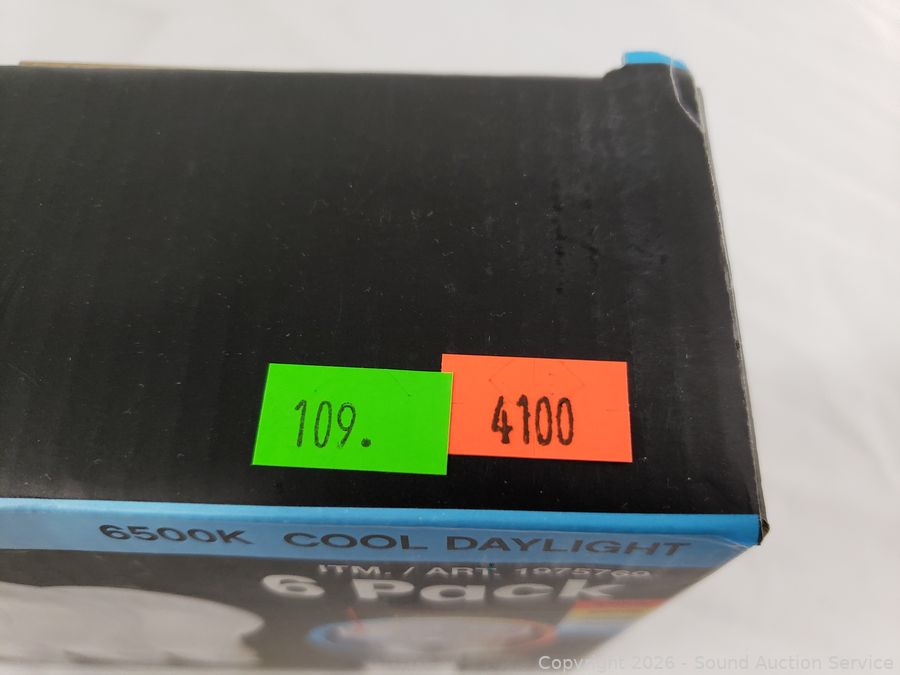 109.
4100
6500K COOL DAYLIGHT
ITM. / ART. 1975769
6 Pack
Copyright 2026 - Sound Auction Service